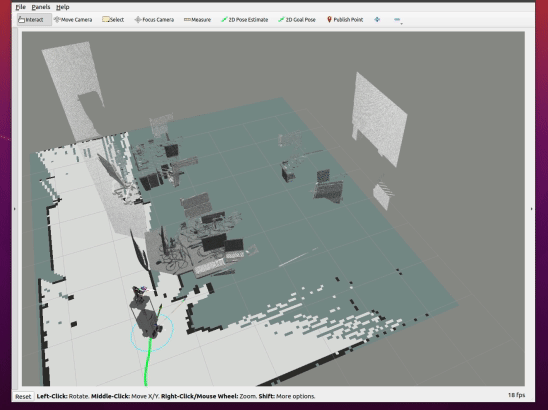 File Panels Help
Interact Move Camera Select Focus Camera Measure 2D Pose Estimate 2D Goal Pose Publish Point
Reset Left-Click: Rotate. Middle-Click: Move X/Y. Right-Click/Mouse Wheel: Zoom. Shift: More options. 18 fps